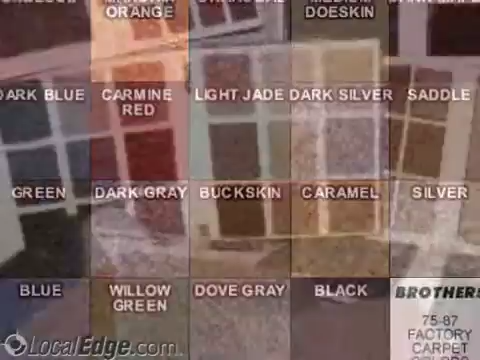 ORANGE
DOESKIN
DARK BLUE
CARMINE
RED
LIGHT JADE
DARK SILVER
SADDLE
GREEN
DARK GRAY
BUCKSKIN
CARAMEL
SILVER
BLUE
WILLOW
GREEN
DOVE GRAY
BLACK
BROTHERS
75-87
FACTORY
CARPET
COLORS
LocalEdge.com